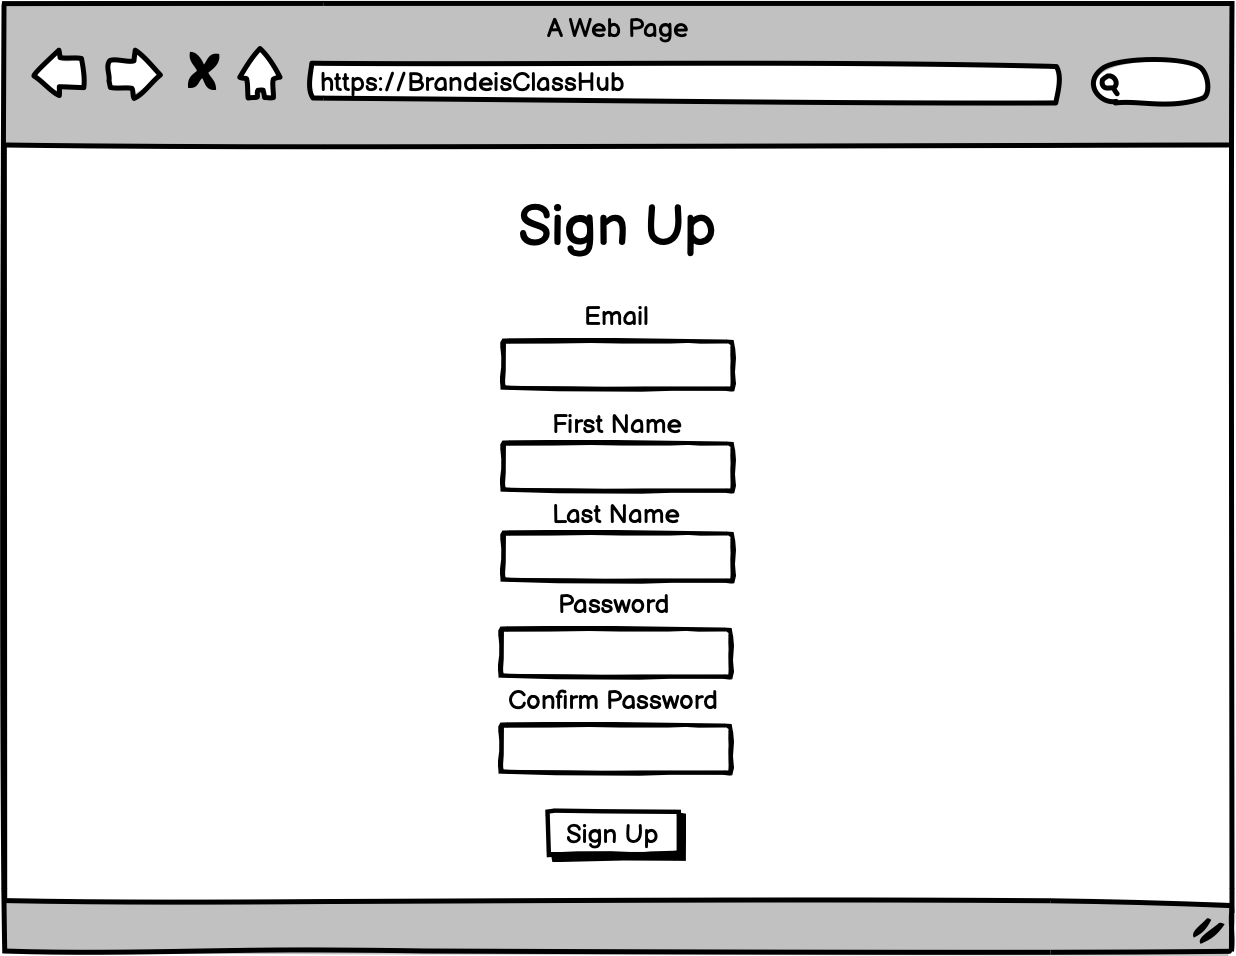 A Web Page
https://BrandeisClassHub
Sign Up
Email
First Name
Last Name
Password
Confirm Password
Sign Up